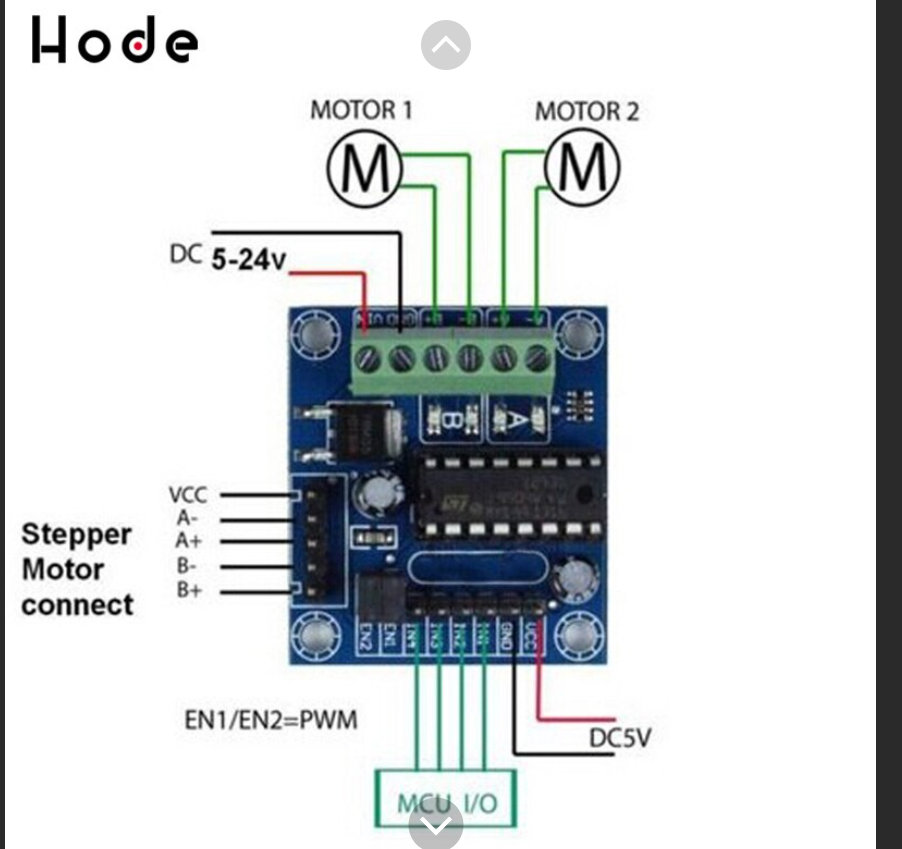 Hode
MOTOR 1
MOTOR 2
M
M
DC 5-24v
B
A
VCC
A-
A+
B-
B+
Stepper
Motor
connect
EN2
EN1
IN4
IN3
IN2
IN1
GND
VCC
EN1/EN2=PWM
DC5V
MCU I/O